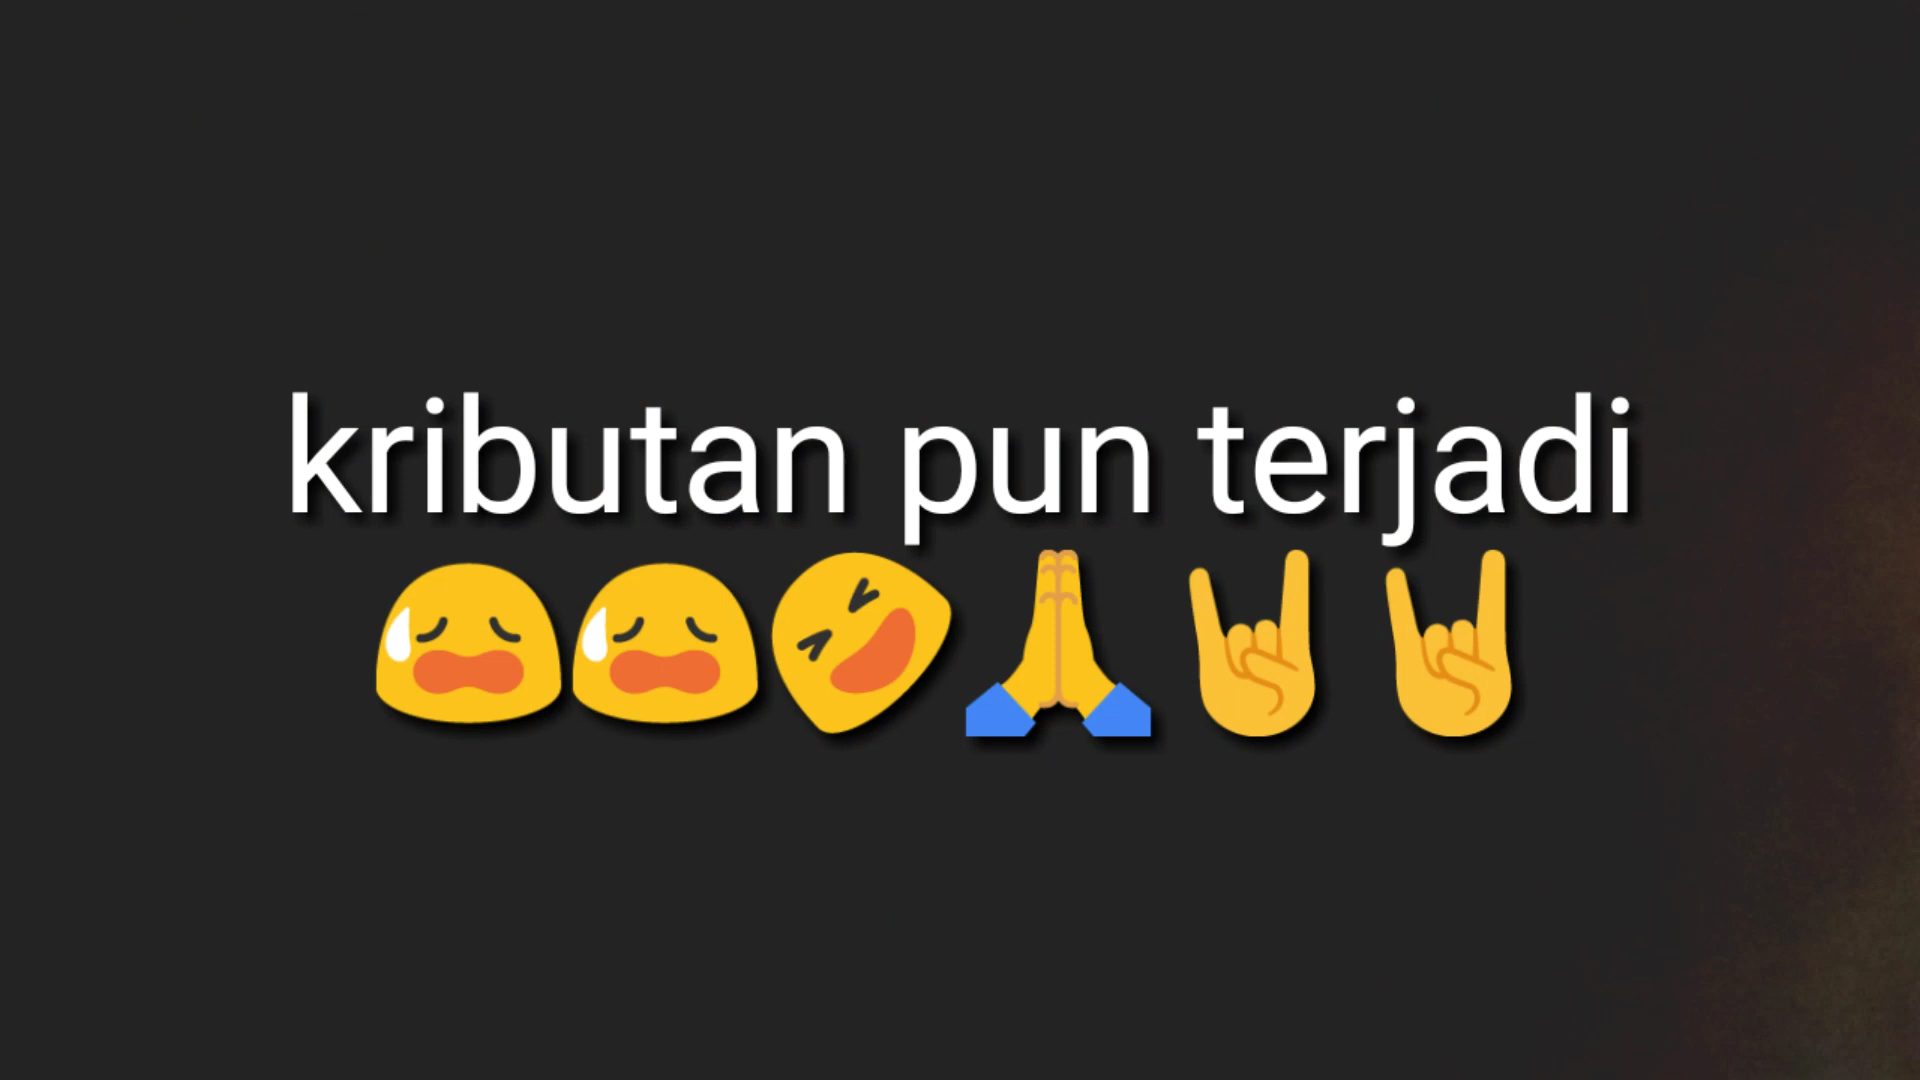 kributan pun terjadi
😥😥🤣🙏🤘🤘